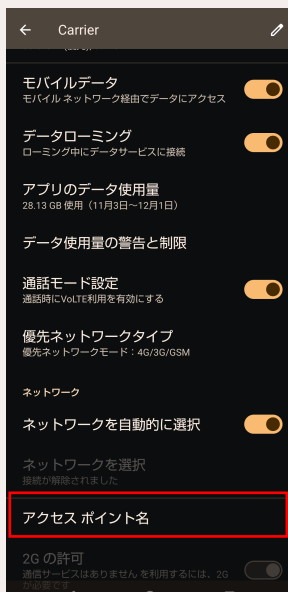 Carrier
モバイルデータ
モバイル ネットワーク経由でデータにアクセス
データローミング
ローミング中にデータサービスに接続
アプリのデータ使用量
28.13 GB 使用（11月3日～12月1日）
データ使用量の警告と制限
通話モード設定
通話時にVoLTE利用を有効にする
優先ネットワークタイプ
優先ネットワークモード：4G/3G/GSM
ネットワーク
ネットワークを自動的に選択
ネットワークを選択
接続が解除されました
アクセス ポイント名
2G の許可
通信サービスはありません を利用するには、2G
が必要です